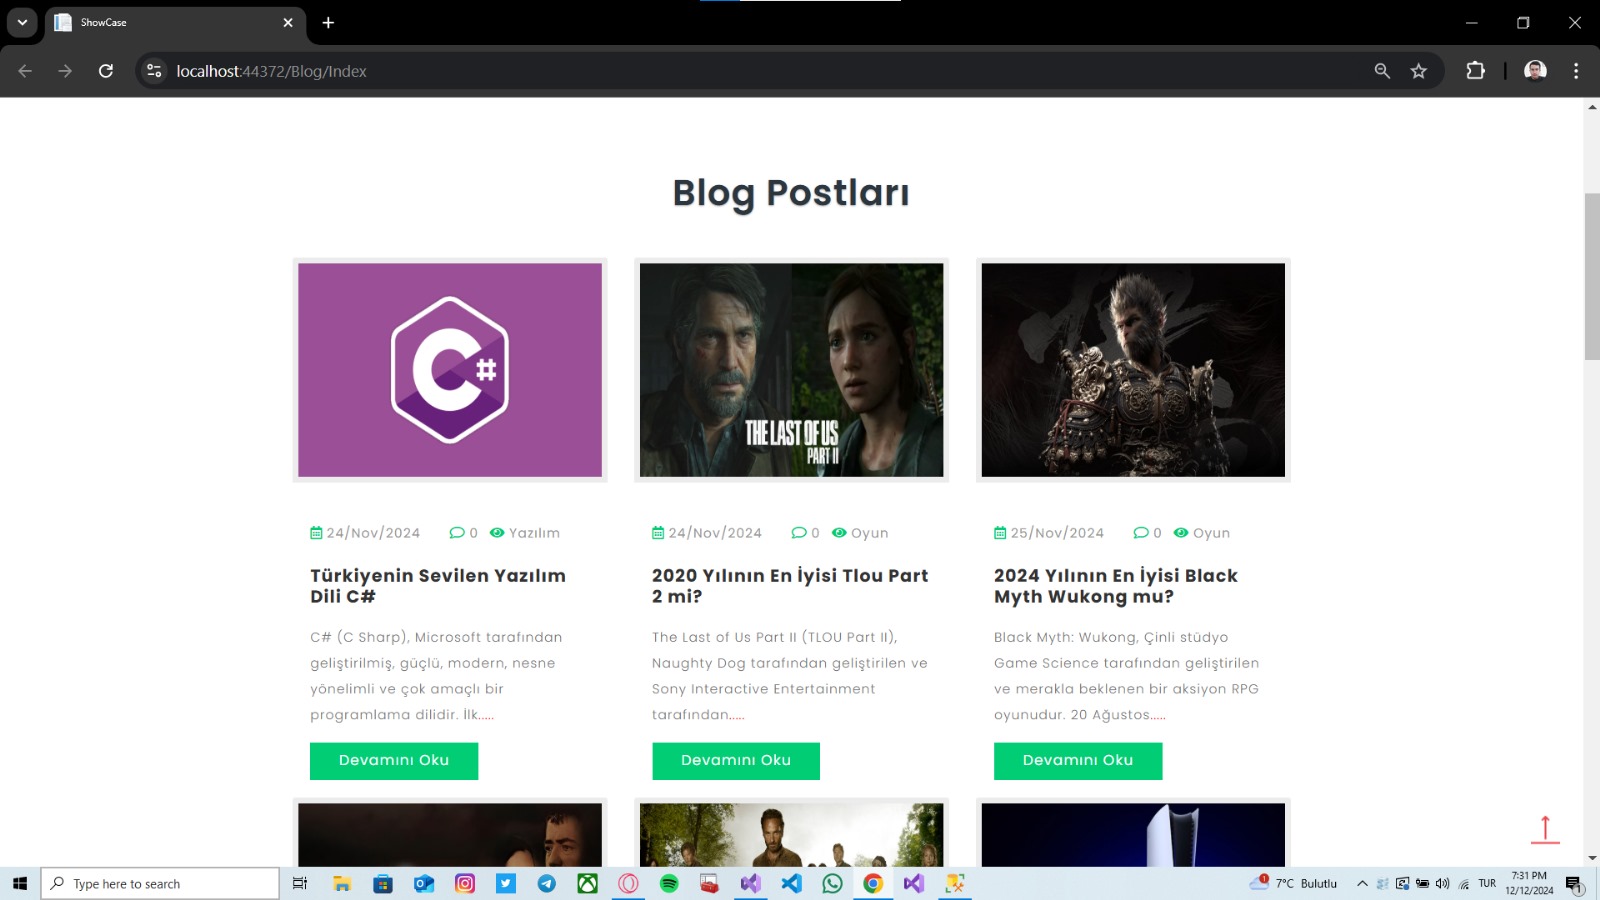 ShowCase
localhost:44372/Blog/Index
Blog Postları
C#
THE LAST OF US
PART II
24/Nov/2024 0 Yazılım
24/Nov/2024 0 Oyun
25/Nov/2024 0 Oyun
Türkiyenin Sevilen Yazılım
Dili C#
2020 Yılının En İyisi Tlou Part
2 mi?
2024 Yılının En İyisi Black
Myth Wukong mu?
C# (C Sharp), Microsoft tarafından
geliştirilmiş, güçlü, modern, nesne
yönelimli ve çok amaçlı bir
programlama dilidir. İlk.....
The Last of Us Part II (TLOU Part II),
Naughty Dog tarafından geliştirilen ve
Sony Interactive Entertainment
tarafından.....
Black Myth: Wukong, Çinli stüdyo
Game Science tarafından geliştirilen
ve merakla beklenen bir aksiyon RPG
oyunudur. 20 Ağustos.....
Devamını Oku
Devamını Oku
Devamını Oku
Type here to search
1
7°C Bulutlu
TUR
7:31 PM
12/12/2024
1